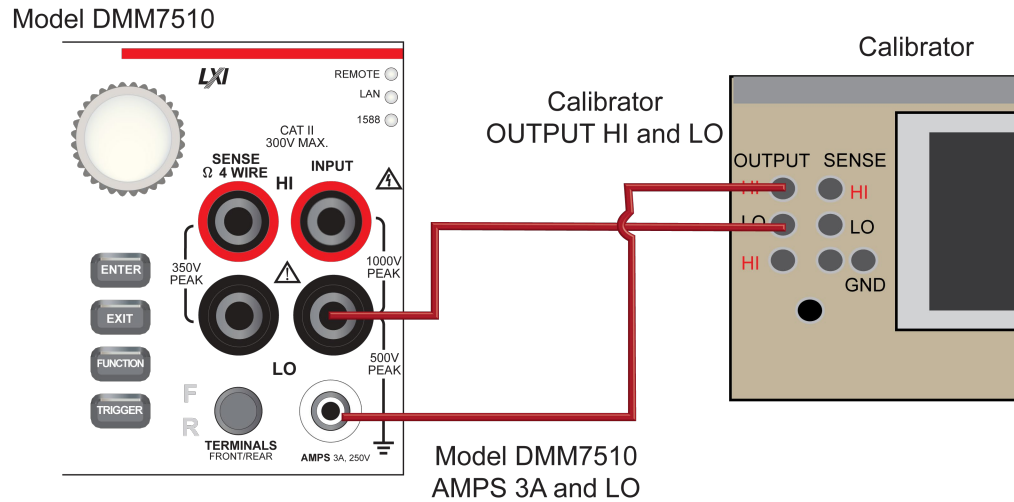 Model DMM7510
LXI
REMOTE
LAN
1588
CAT II
300V MAX.
SENSE
Ω 4 WIRE
HI
INPUT
350V
PEAK
1000V
PEAK
ENTER
EXIT
FUNCTION
TRIGGER
LO
500V
PEAK
F
R
TERMINALS
FRONT/REAR
AMPS 3A, 250V
Calibrator
OUTPUT HI and LO
Calibrator
OUTPUT SENSE
HI HI
LO LO
HI
GND
Model DMM7510
AMPS 3A and LO